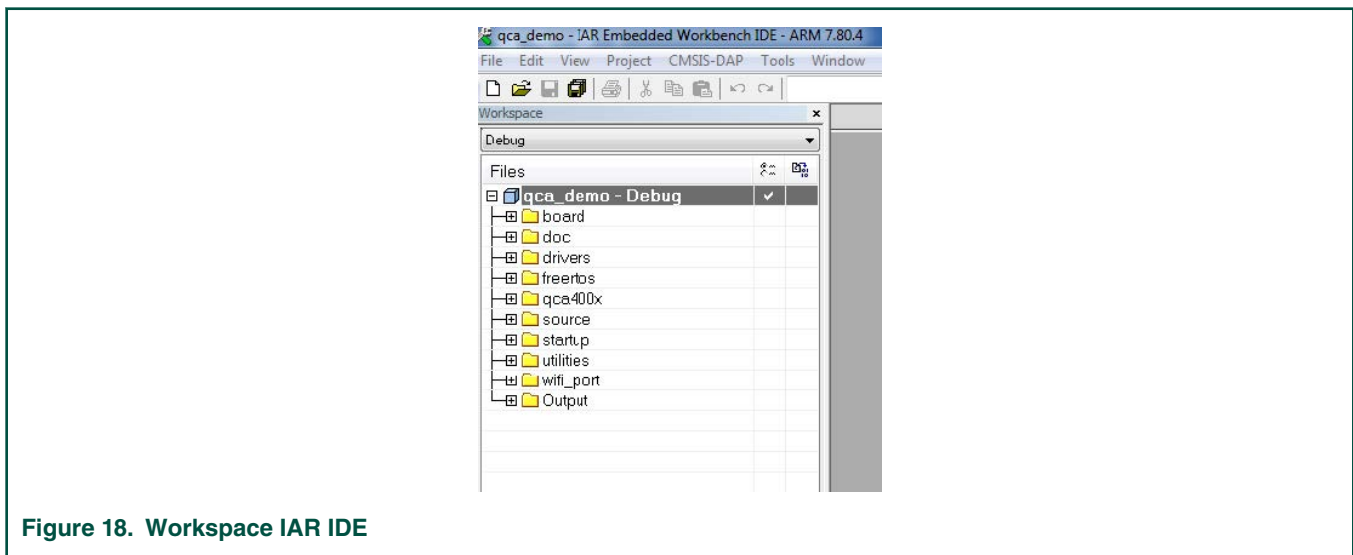 qca_demo - IAR Embedded Workbench IDE - ARM 7.80.4
File Edit View Project CMSIS-DAP Tools Window
Workspace
Debug
Files
qca_demo - Debug
board
doc
drivers
freertos
qca400x
source
startup
utilities
wifi_port
Output
Figure 18. Workspace IAR IDE